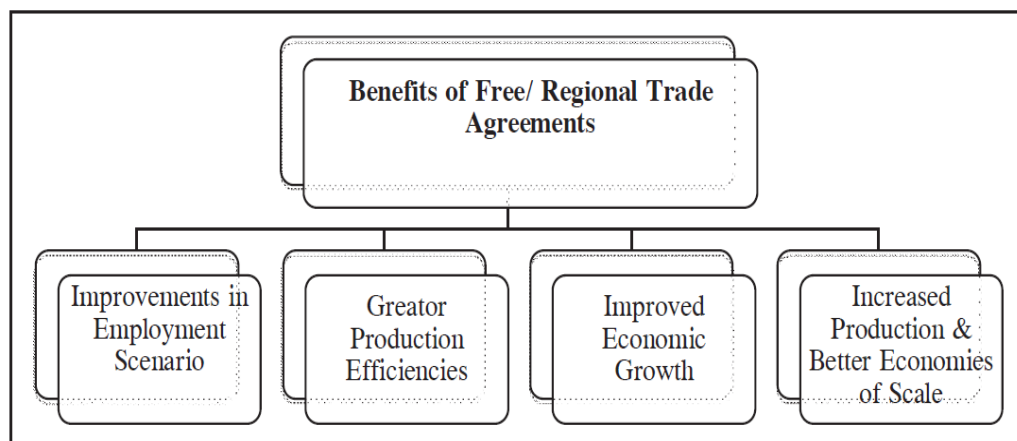 Benefits of Free/ Regional Trade
Agreements
Improvements in
Employment
Scenario
Greator
Production
Efficiencies
Improved
Economic
Growth
Increased
Production &
Better Economies
of Scale